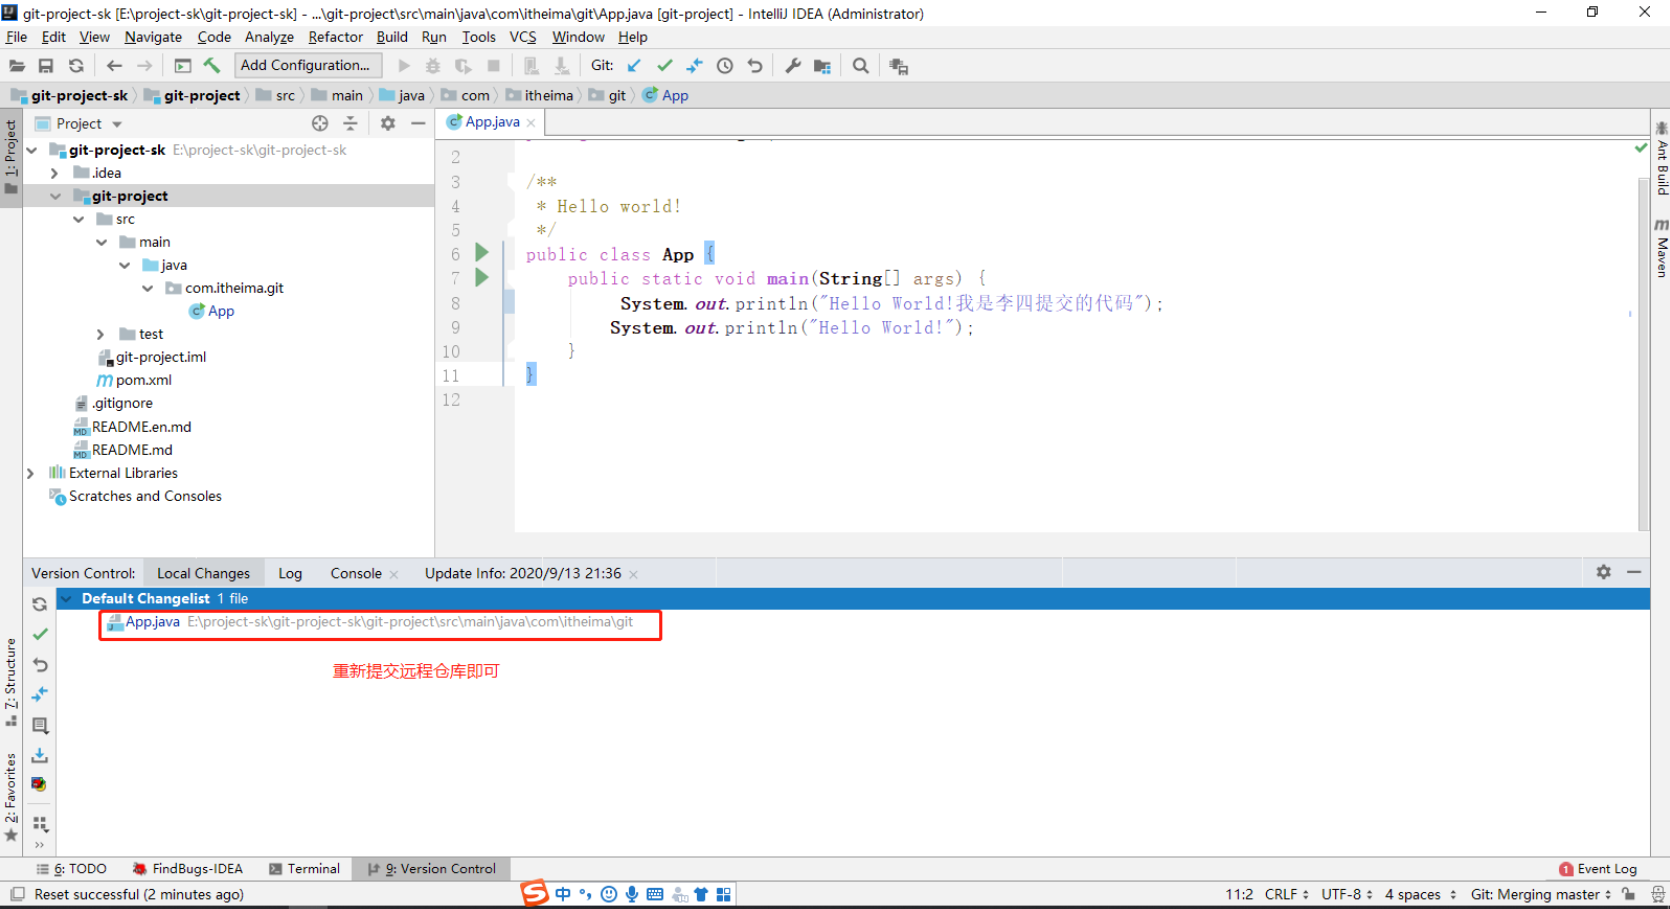 git-project-sk [E:\project-sk\git-project-sk] - ...\git-project\src\main\java\com\itheima\git\App.java [git-project] - IntelliJ IDEA (Administrator)
File Edit View Navigate Code Analyze Refactor Build Run Tools VCS Window Help
Add Configuration... Git:
git-project-sk git-project src main java com itheima git App
1: Project
Project
App.java
git-project-sk E:\project-sk\git-project-sk
.idea
git-project
src
main
java
com.itheima.git
App
test
git-project.iml
pom.xml
.gitignore
README.en.md
README.md
External Libraries
Scratches and Consoles
2
3 /**
4 * Hello world!
5 */
6 public class App {
7 public static void main(String[] args) {
8 System.out.println("Hello World!我是李四提交的代码");
9 System.out.println("Hello World!");
10 }
11 }
12
Ant Build
Maven
Version Control: Local Changes Log Console Update Info: 2020/9/13 21:36
Default Changelist 1 file
App.java E:\project-sk\git-project-sk\git-project\src\main\java\com\itheima\git
重新提交远程仓库即可
7: Structure
2: Favorites
6: TODO FindBugs-IDEA Terminal 9: Version Control 1 Event Log
Reset successful (2 minutes ago) 中 11:2 CRLF UTF-8 4 spaces Git: Merging master